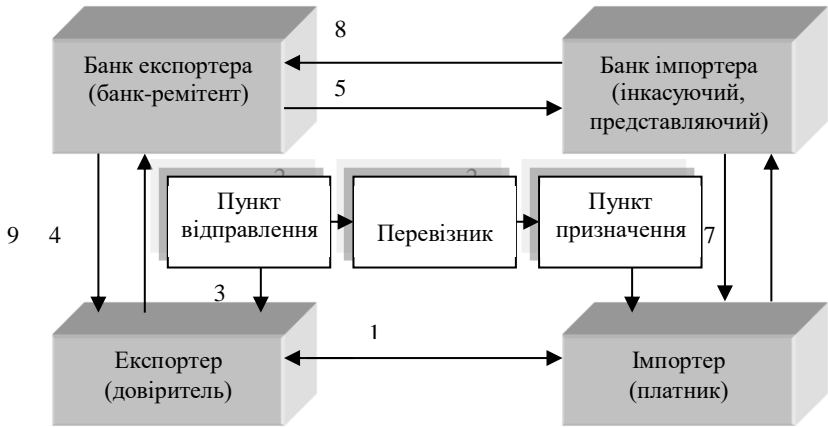 8
Банк експортера
(банк-ремітент)
5
Банк імпортера
(інкасуючий,
представляючий)
Пункт
відправлення
Перевізник
Пункт
призначення
9
4
7
3
1
Експортер
(довіритель)
Імпортер
(платник)